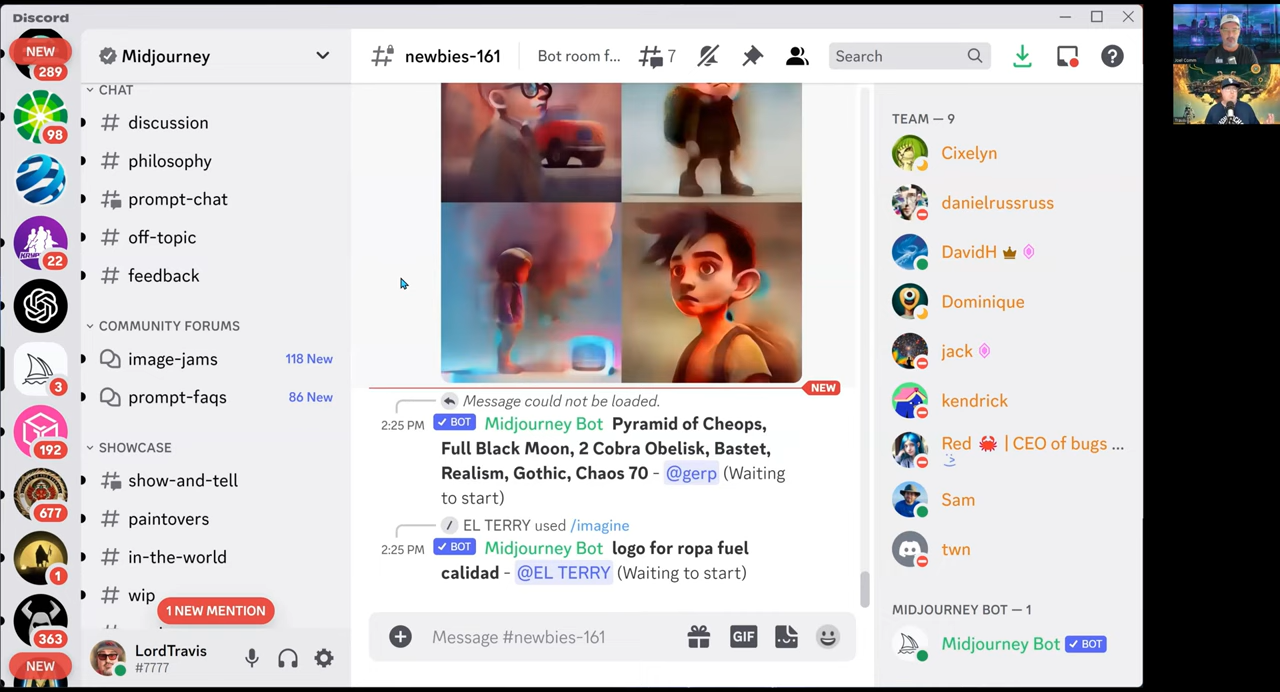 Discord
NEW
289
98
22
3
192
677
1
363
NEW
Midjourney
CHAT
# discussion
# philosophy
# prompt-chat
# off-topic
# feedback
COMMUNITY FORUMS
image-jams 118 New
prompt-faqs 86 New
SHOWCASE
# show-and-tell
# paintovers
# in-the-world
# wip
1 NEW MENTION
LordTravis
#7777
# newbies-161
Bot room f...
7
Search
NEW
Message could not be loaded.
2:25 PM ✓ BOT Midjourney Bot Pyramid of Cheops,
Full Black Moon, 2 Cobra Obelisk, Bastet,
Realism, Gothic, Chaos 70 - @gerp (Waiting
to start)
EL TERRY used /imagine
2:25 PM ✓ BOT Midjourney Bot logo for ropa fuel
calidad - @EL TERRY (Waiting to start)
Message #newbies-161
GIF
TEAM — 9
Cixelyn
danielrussruss
DavidH
Dominique
jack
kendrick
Red 🦀 | CEO of bugs ...
Sam
twn
MIDJOURNEY BOT — 1
Midjourney Bot ✓ BOT